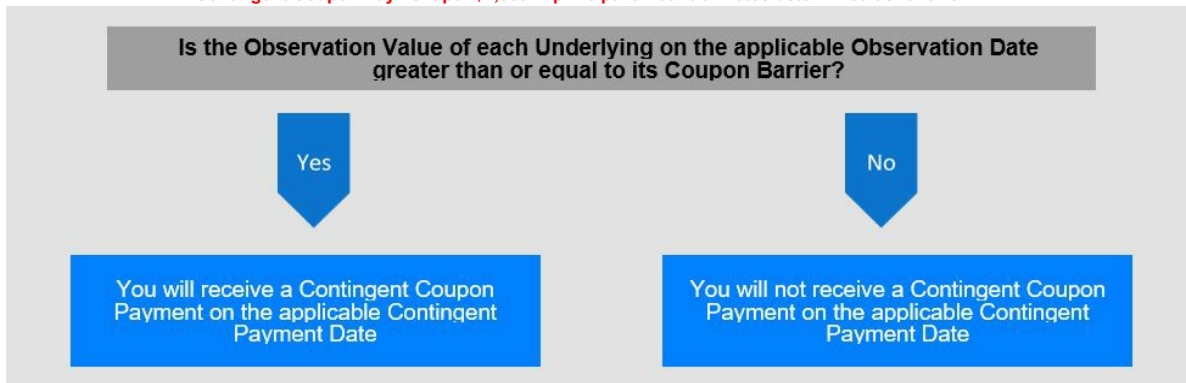 Is the Observation Value of each Underlying on the applicable Observation Date
greater than or equal to its Coupon Barrier?
Yes
No
You will receive a Contingent Coupon
Payment on the applicable Contingent
Payment Date
You will not receive a Contingent Coupon
Payment on the applicable Contingent
Payment Date